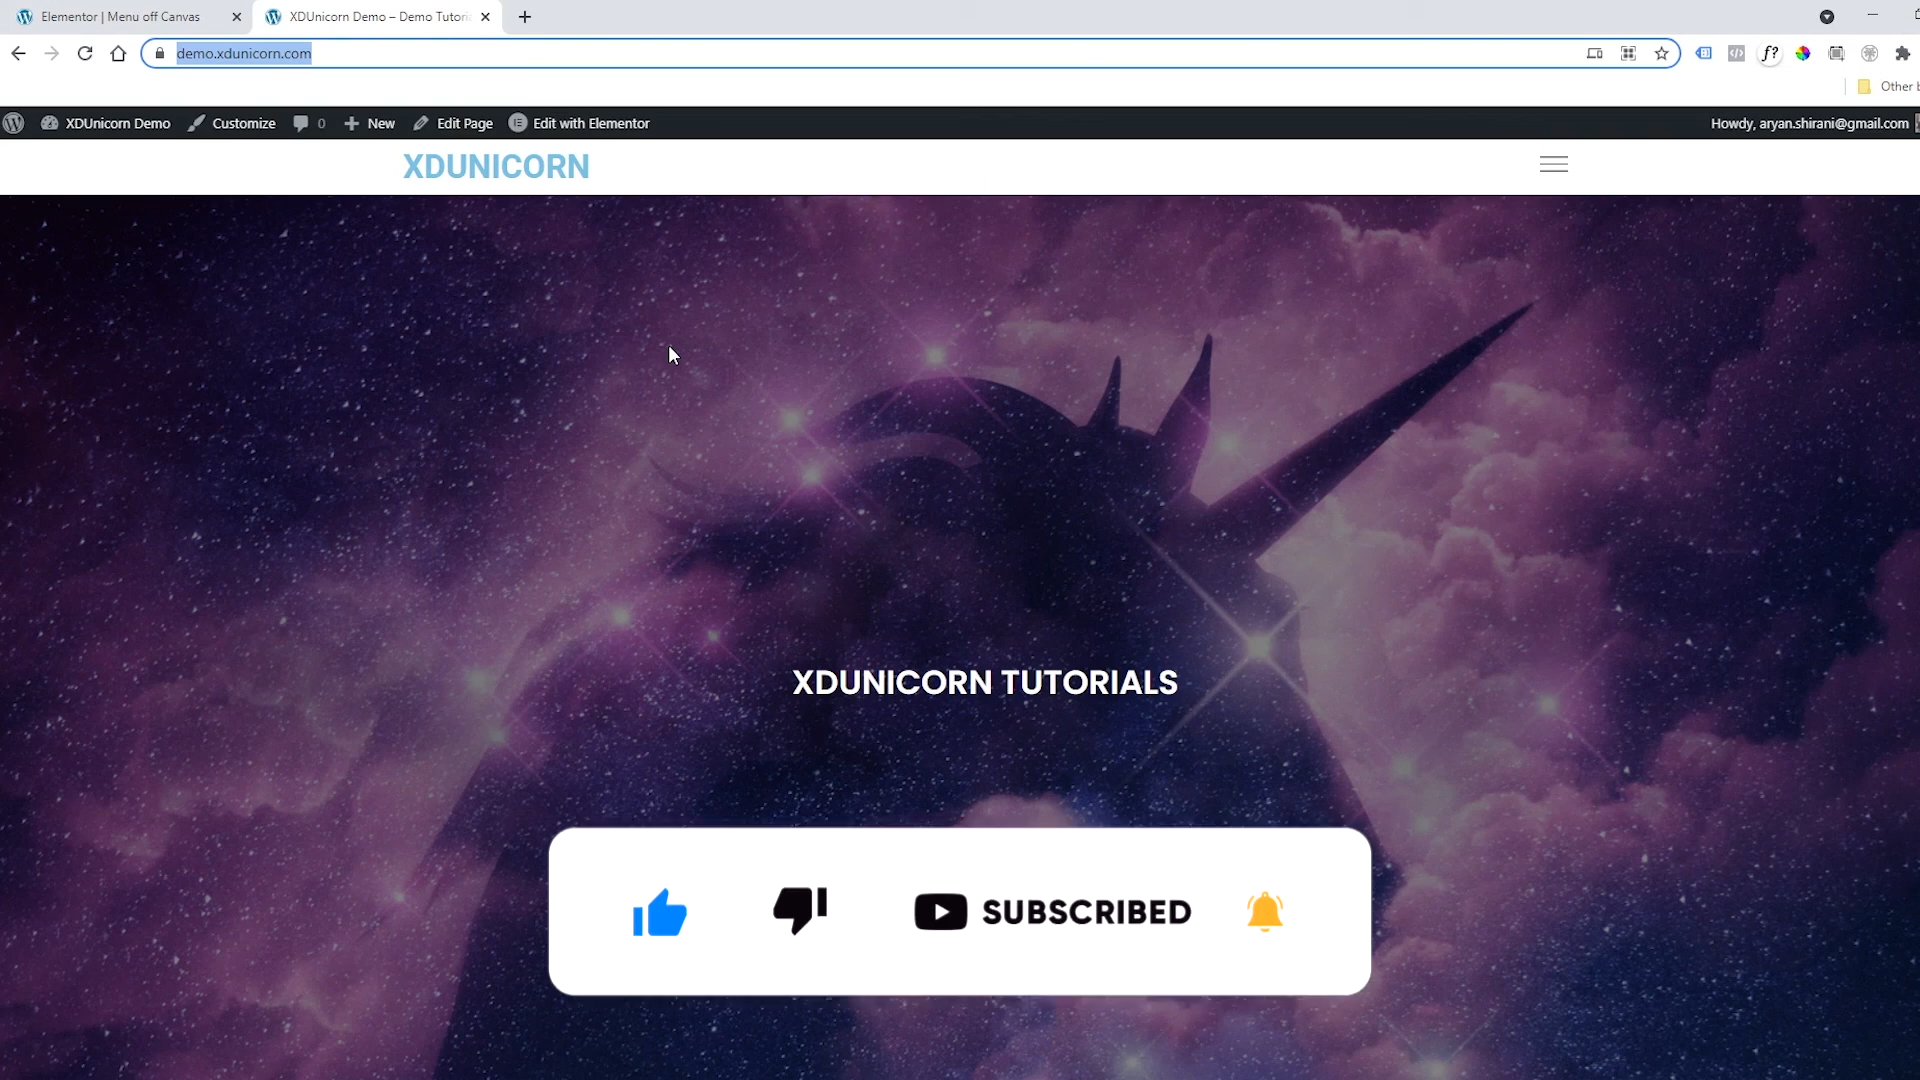 Elementor | Menu off Canvas
XDUnicorn Demo – Demo Tutori
demo.xdunicorn.com
f?
Other b
XDUnicorn Demo
Customize
0
New
Edit Page
Edit with Elementor
Howdy, aryan.shirani@gmail.com
XDUNICORN
XDUNICORN TUTORIALS
SUBSCRIBED